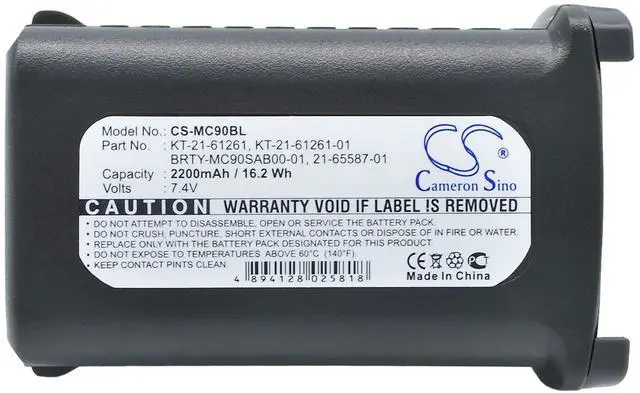 Model No.: CS-MC90BL
Part No. : KT-21-61261, KT-21-61261-01
BRTY-MC90SAB00-01, 21-65587-01
Capacity : 2200mAh / 16.2 Wh
Volts : 7.4V
CS
Cameron Sino
CAUTION WARRANTY VOID IF LABEL IS REMOVED!
• DO NOT ATTEMPT TO DISASSEMBLE, OPEN OR SERVICE THE BATTERY PACK.
• DO NOT CRUSH, PUNCTURE, SHORT EXTERNAL CONTACTS OR DISPOSE OF IN FIRE OR WATER.
• REPLACE ONLY WITH THE BATTERY PACK DESIGNATED FOR THIS EQUIPMENT.
• DO NOT EXPOSE TO TEMPERATURES ABOVE 60°C (140°F).
• KEEP CONTACT PINS CLEAN.
4 894128 025818
CE
Made In China